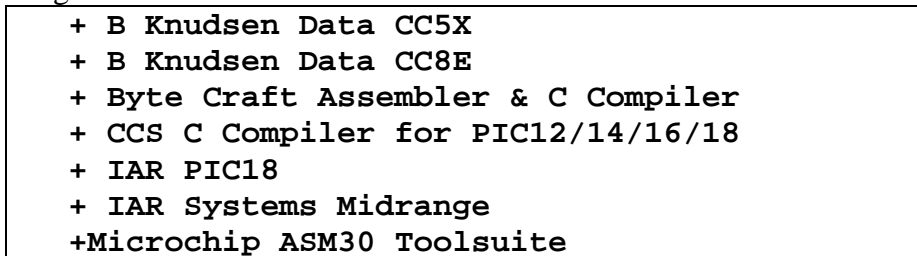 + B Knudsen Data CC5X
+ B Knudsen Data CC8E
+ Byte Craft Assembler & C Compiler
+ CCS C Compiler for PIC12/14/16/18
+ IAR PIC18
+ IAR Systems Midrange
+Microchip ASM30 Toolsuite